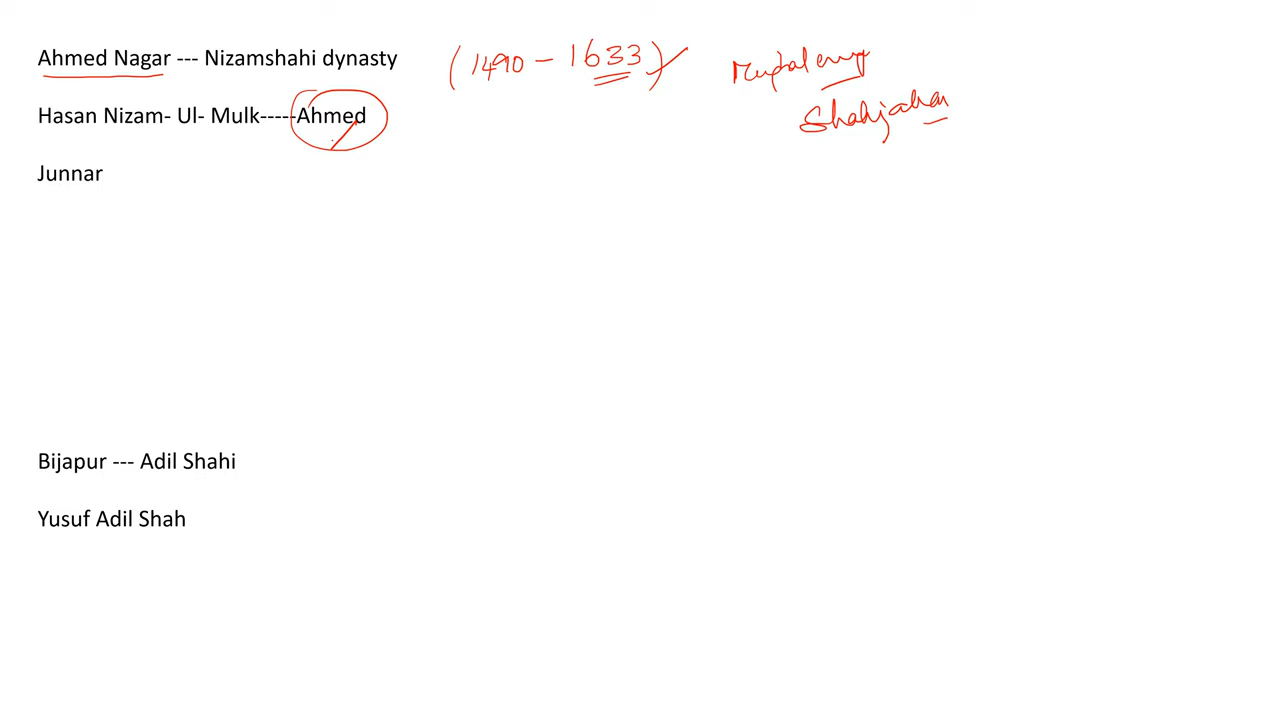 Ahmed Nagar --- Nizamshahi dynasty (1490 - 1633) Mughal emp
Hasan Nizam- Ul- Mulk-----Ahmed Shahjahan
Junnar
Bijapur --- Adil Shahi
Yusuf Adil Shah